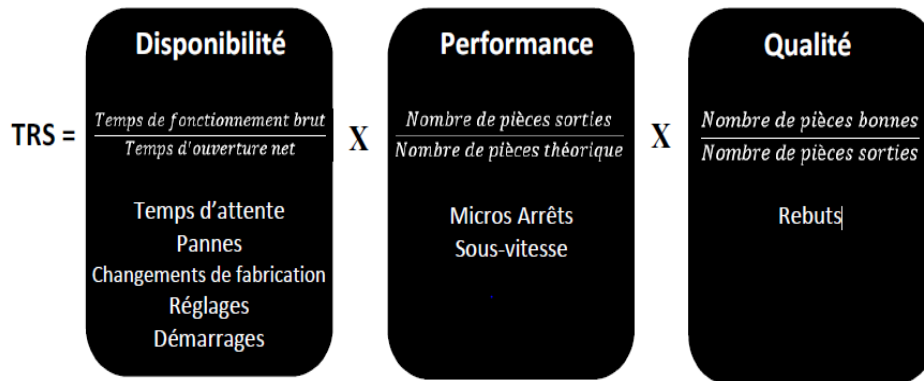 Disponibilité
Performance
Qualité
TRS =
Temps de fonctionnement brut
Temps d'ouverture net
X
Nombre de pièces sorties
Nombre de pièces théorique
X
Nombre de pièces bonnes
Nombre de pièces sorties
Temps d'attente
Pannes
Changements de fabrication
Réglages
Démarrages
Micros Arrêts
Sous-vitesse
Rebuts